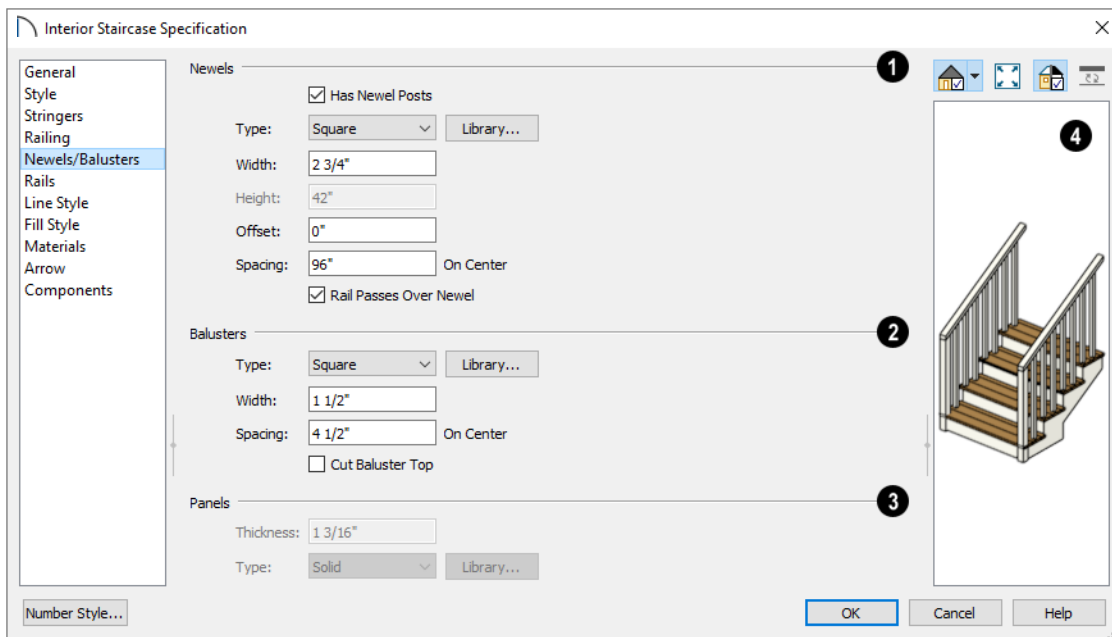 Interior Staircase Specification
General
Style
Stringers
Railing
Newels/Balusters
Rails
Line Style
Fill Style
Materials
Arrow
Components
Newels
1
Has Newel Posts
Type: Square Library...
Width: 2 3/4"
Height: 42"
Offset: 0"
Spacing: 96" On Center
Rail Passes Over Newel
Balusters
2
Type: Square Library...
Width: 1 1/2"
Spacing: 4 1/2" On Center
Cut Baluster Top
Panels
3
Thickness: 1 3/16"
Type: Solid Library...
4
Number Style... OK Cancel Help